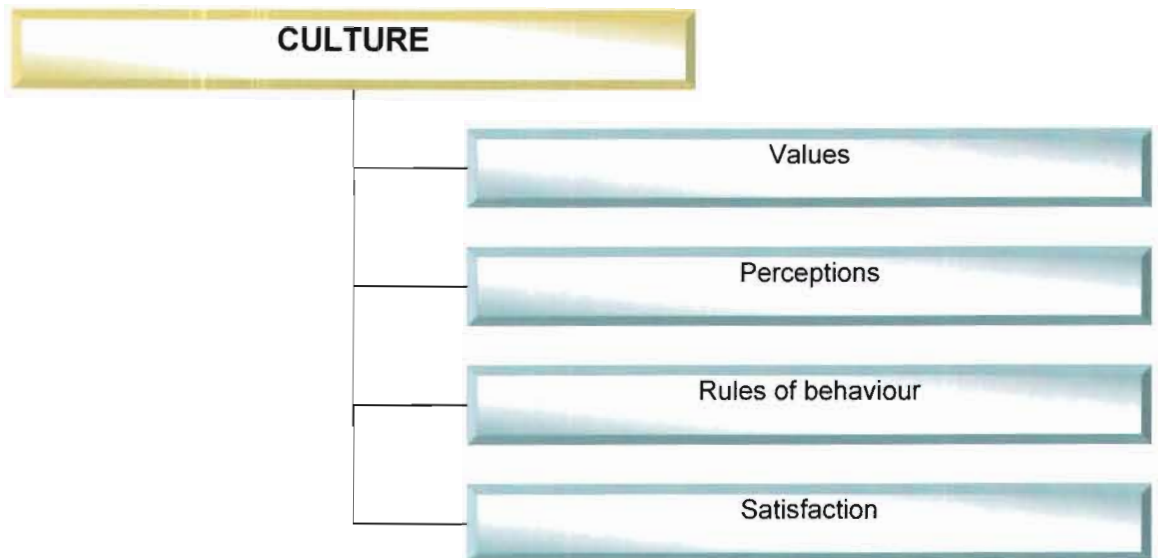 CULTURE
Values
Perceptions
Rules of behaviour
Satisfaction